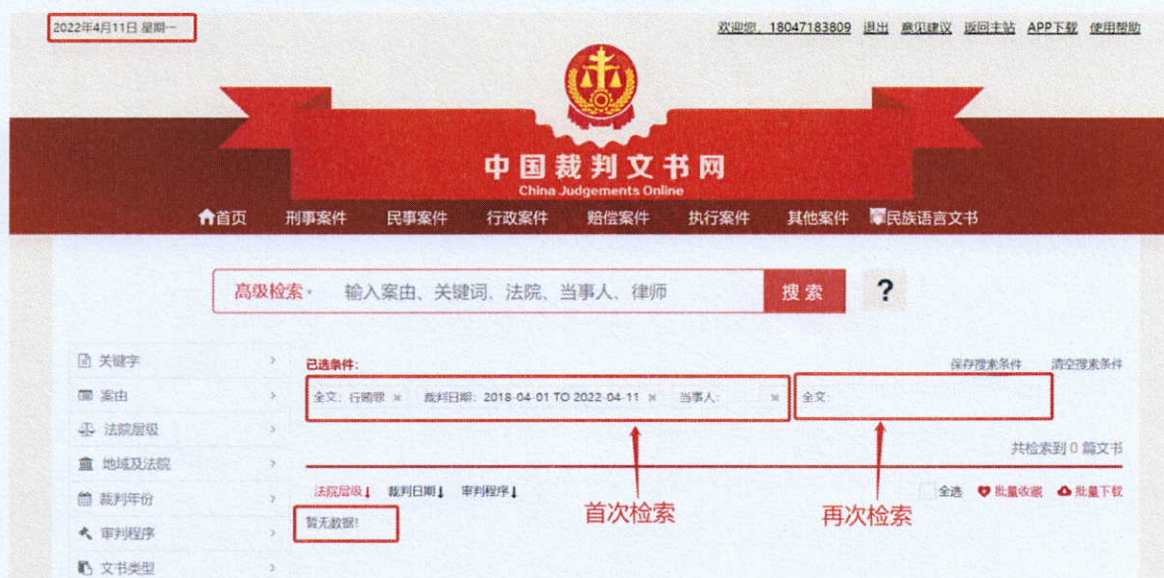 2022年4月11日 星期一
欢迎您，18047183809 退出 意见建议 返回主站 APP下载 使用帮助
中国裁判文书网
China Judgements Online
首页 刑事案件 民事案件 行政案件 赔偿案件 执行案件 其他案件 民族语言文书
高级检索 输入案由、关键词、法院、当事人、律师 搜索 ?
关键字
案由
法院层级
地域及法院
裁判年份
审判程序
文书类型
已选条件：
保存搜索条件 清空搜索条件
全文：行贿罪 × 裁判日期：2018-04-01 TO 2022-04-11 × 当事人： × 全文：
共检索到 0 篇文书
法院层级↓ 裁判日期↓ 审判程序↓
全选 批量收藏 批量下载
暂无数据!
首次检索
再次检索